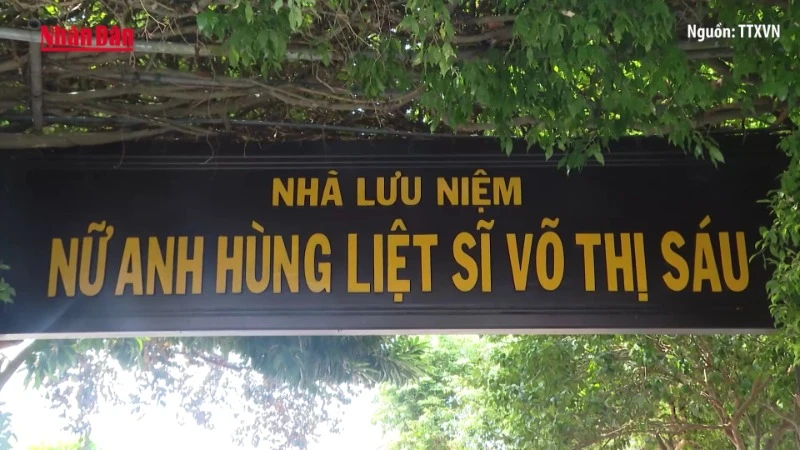 Nhân Dân
Nguồn: TTXVN
NHÀ LƯU NIỆM
NỮ ANH HÙNG LIỆT SĨ VÕ THỊ SÁU